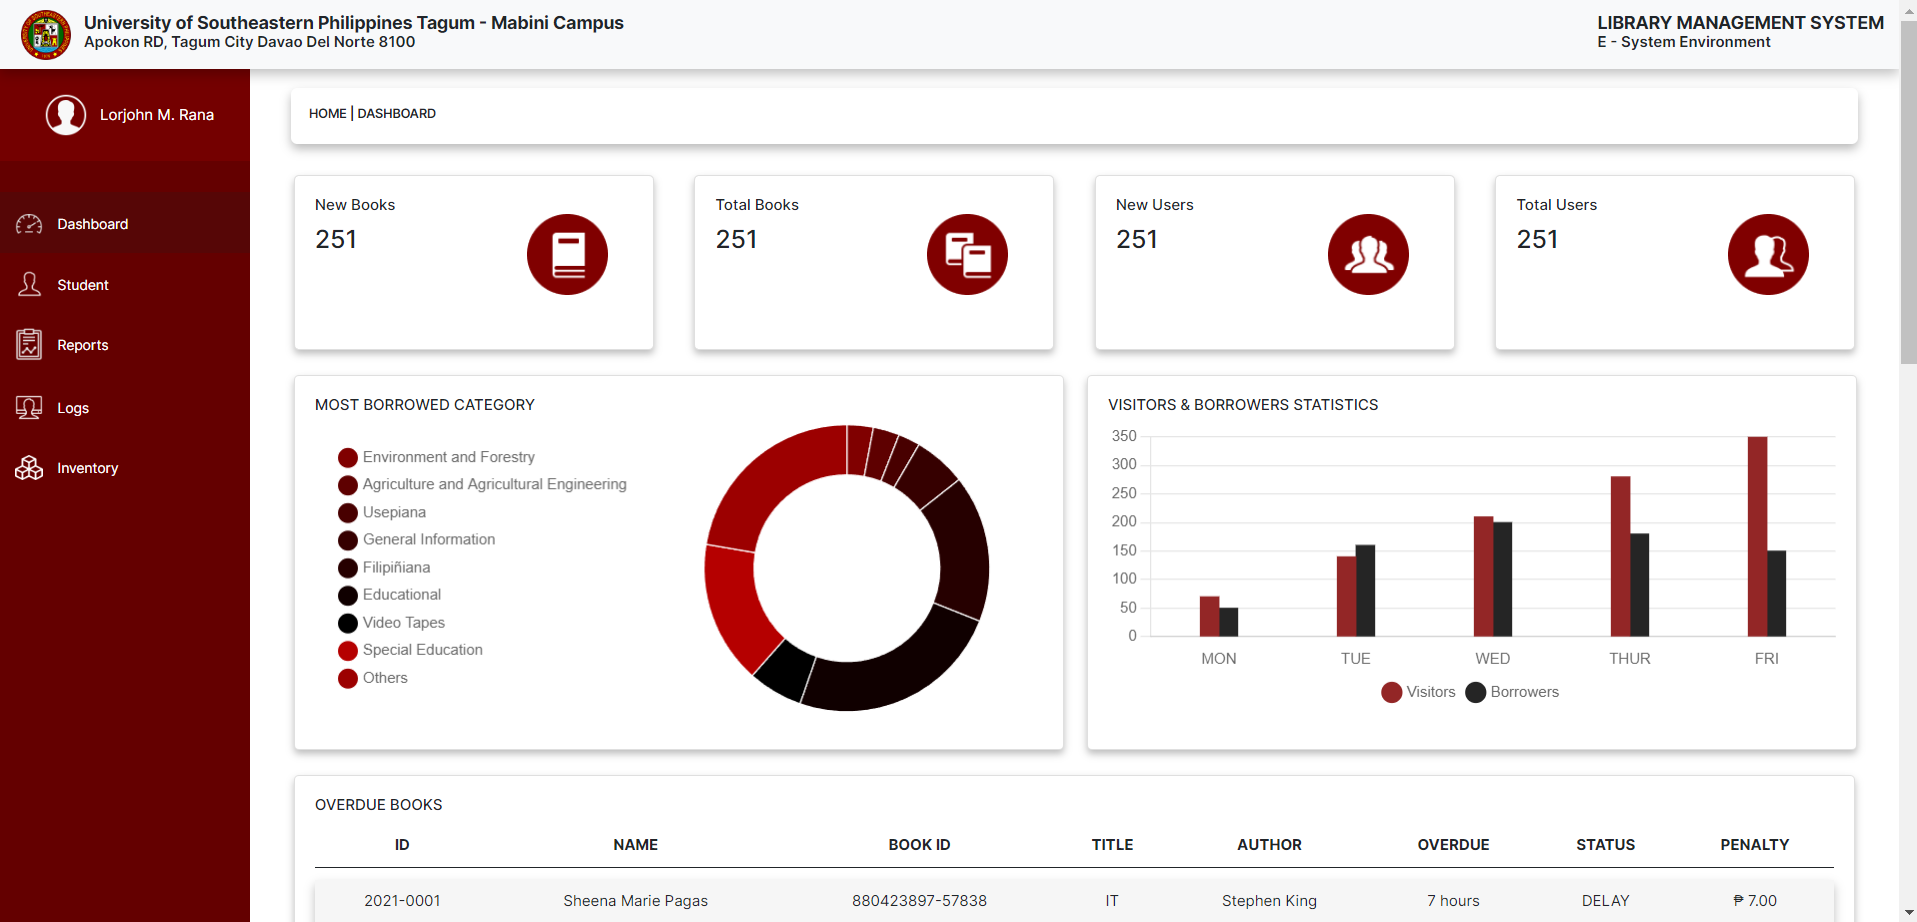 University of Southeastern Philippines Tagum - Mabini Campus
Apokon RD, Tagum City Davao Del Norte 8100
LIBRARY MANAGEMENT SYSTEM
E - System Environment
Lorjohn M. Rana
Dashboard
Student
Reports
Logs
Inventory
HOME | DASHBOARD
New Books
251
Total Books
251
New Users
251
Total Users
251
MOST BORROWED CATEGORY
Environment and Forestry
Agriculture and Agricultural Engineering
Usepiana
General Information
Filipiñiana
Educational
Video Tapes
Special Education
Others
VISITORS & BORROWERS STATISTICS
350
300
250
200
150
100
50
0
MON TUE WED THUR FRI
Visitors Borrowers
OVERDUE BOOKS
ID NAME BOOK ID TITLE AUTHOR OVERDUE STATUS PENALTY
2021-0001 Sheena Marie Pagas 880423897-57838 IT Stephen King 7 hours DELAY ₱ 7.00